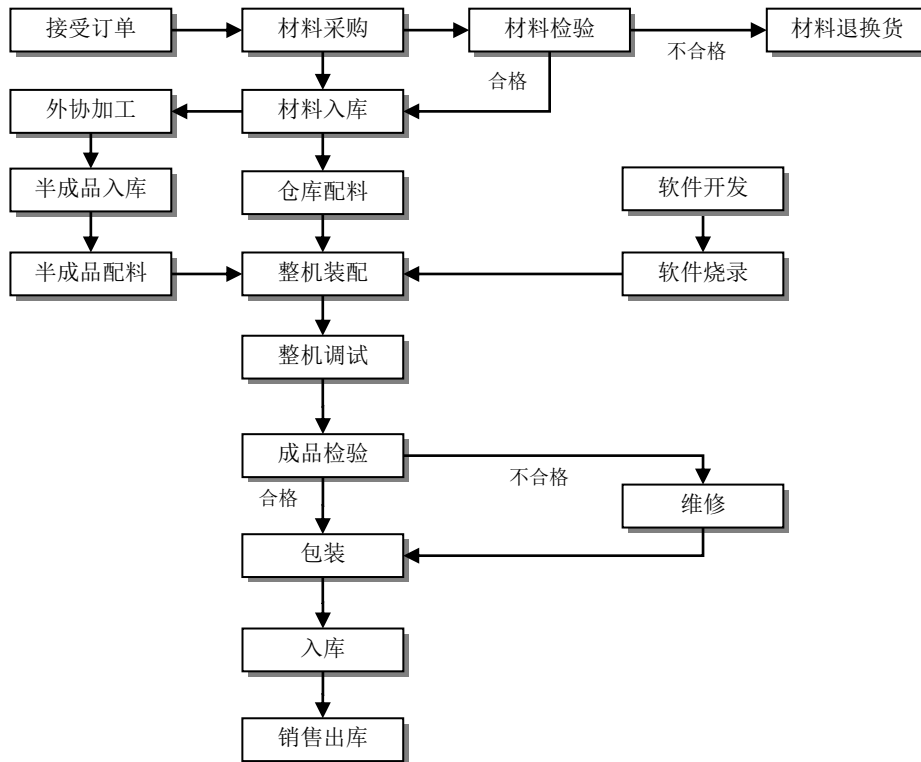 接受订单
材料采购
材料检验
不合格
材料退换货
合格
外协加工
材料入库
半成品入库
仓库配料
软件开发
半成品配料
整机装配
软件烧录
整机调试
成品检验
不合格
合格
维修
包装
入库
销售出库